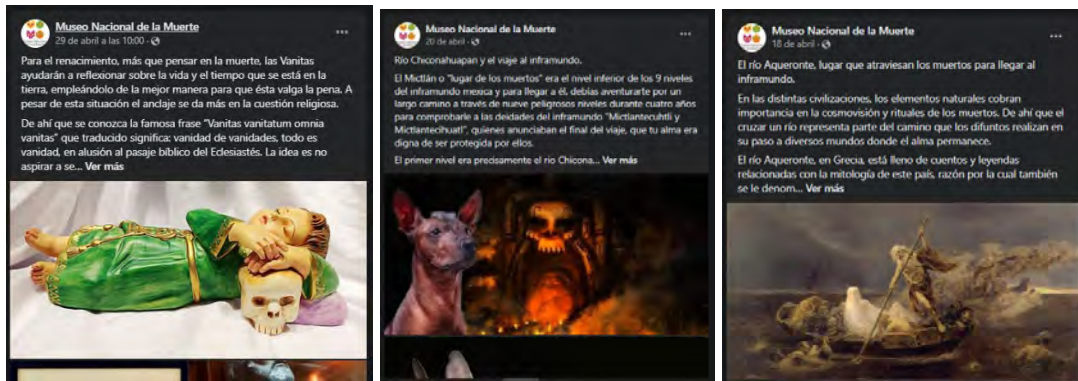 Museo Nacional de la Muerte
29 de abril a las 10:00
Para el renacimiento, más que pensar en la muerte, las Vanitas
ayudarán a reflexionar sobre la vida y el tiempo que se está en la
tierra, empleándolo de la mejor manera para que ésta valga la pena. A
pesar de esta situación el anclaje se da más en la cuestión religiosa.
De ahí que se conozca la famosa frase "Vanitas vanitatum omnia
vanitas" que traducido significa: vanidad de vanidades, todo es
vanidad, en alusión al pasaje bíblico del Eclesiastés. La idea es no
aspirar a se... Ver más
Museo Nacional de la Muerte
20 de abril
Río Chiconahuapan y el viaje al inframundo.
El Mictlán o "lugar de los muertos" era el nivel inferior de los 9 niveles
del inframundo mexica y para llegar a él, debías aventurarte por un
largo camino a través de nueve peligrosos niveles durante cuatro años
para comprobarle a las deidades del inframundo "Mictlantecuhtli y
Mictlantecihuatl", quienes anunciaban el final del viaje, que tu alma era
digna de ser protegida por ellos.
El primer nivel era precisamente el río Chicona... Ver más
Museo Nacional de la Muerte
18 de abril
El río Aqueronte, lugar que atraviesan los muertos para llegar al
inframundo.
En las distintas civilizaciones, los elementos naturales cobran
importancia en la cosmovisión y rituales de los muertos. De ahí que el
cruzar un río representa parte del camino que los difuntos realizan en
su paso a diversos mundos donde el alma permanece.
El río Aqueronte, en Grecia, está lleno de cuentos y leyendas
relacionadas con la mitología de este país, razón por la cual también
se le denom... Ver más